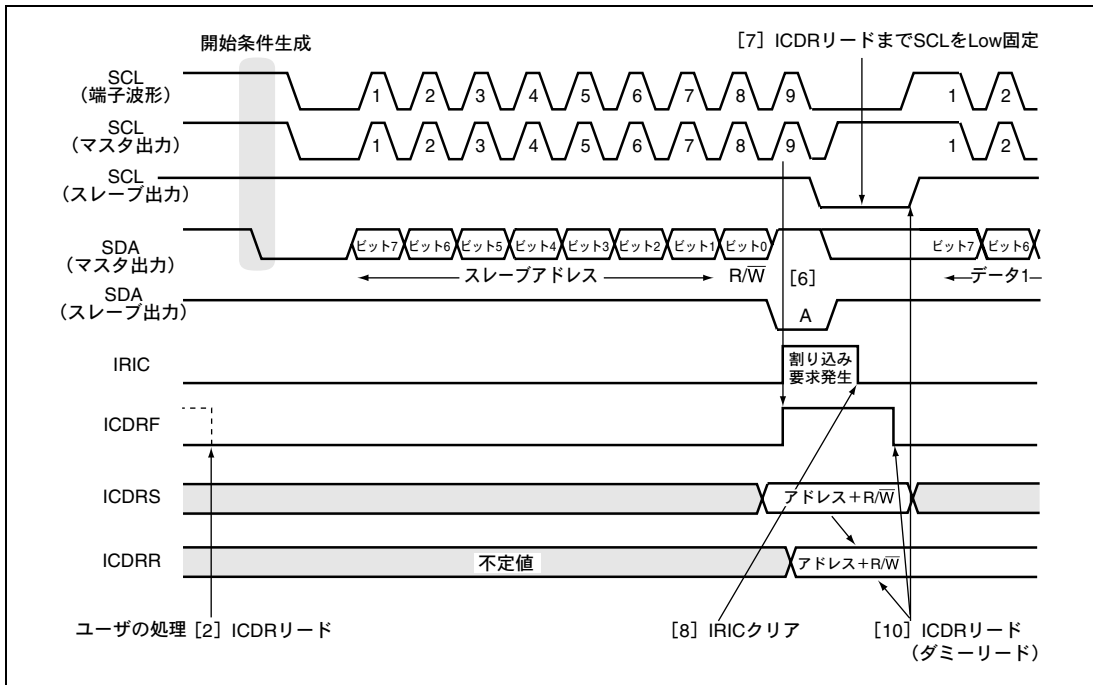 開始条件生成
[7] ICDRリードまでSCLをLow固定
SCL
(端子波形)
1 2 3 4 5 6 7 8 9 1 2
SCL
(マスタ出力)
1 2 3 4 5 6 7 8 9 1 2
SCL
(スレーブ出力)
SDA
(マスタ出力)
ビット7 ビット6 ビット5 ビット4 ビット3 ビット2 ビット1 ビット0 ビット7 ビット6
スレーブアドレス R/W̅ [6] データ1
SDA
(スレーブ出力)
A
IRIC
割り込み
要求発生
ICDRF
ICDRS
アドレス+R/W̅
ICDRR
不定値
アドレス+R/W̅
ユーザの処理 [2] ICDRリード
[8] IRICクリア
[10] ICDRリード
(ダミーリード)